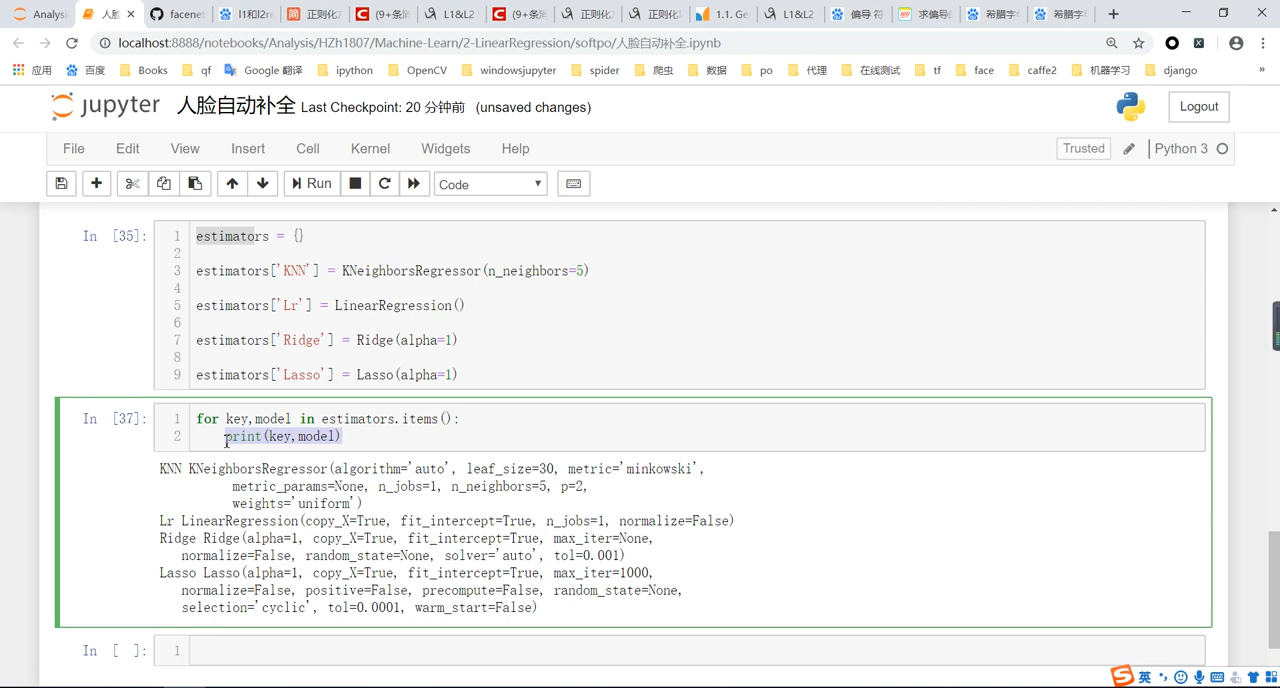 Analysi
人脸
facenet
l1和l2re
正则化
(9+条消
L1&L2
(9+条消
正则化
正则化
1.1. Ge
L1&L2
偏导 符
求偏导
希腊字
希腊字
localhost:8888/notebooks/Analysis/HZh1807/Machine-Learn/2-LinearRegression/softpo/人脸自动补全.ipynb
应用 百度 Books qf Google 翻译 ipython OpenCV windowsjupyter spider 爬虫 数据 po 代理 在线测试 tf face caffe2 机器学习 django »
jupyter 人脸自动补全 Last Checkpoint: 20 分钟前 (unsaved changes)
Logout
File Edit View Insert Cell Kernel Widgets Help
Trusted Python 3
Run Code
In [35]:
1 estimators = {}
2
3 estimators['KNN'] = KNeighborsRegressor(n_neighbors=5)
4
5 estimators['Lr'] = LinearRegression()
6
7 estimators['Ridge'] = Ridge(alpha=1)
8
9 estimators['Lasso'] = Lasso(alpha=1)
In [37]:
1 for key,model in estimators.items():
2 print(key,model)
KNN KNeighborsRegressor(algorithm='auto', leaf_size=30, metric='minkowski',
metric_params=None, n_jobs=1, n_neighbors=5, p=2,
weights='uniform')
Lr LinearRegression(copy_X=True, fit_intercept=True, n_jobs=1, normalize=False)
Ridge Ridge(alpha=1, copy_X=True, fit_intercept=True, max_iter=None,
normalize=False, random_state=None, solver='auto', tol=0.001)
Lasso Lasso(alpha=1, copy_X=True, fit_intercept=True, max_iter=1000,
normalize=False, positive=False, precompute=False, random_state=None,
selection='cyclic', tol=0.0001, warm_start=False)
In [ ]:
1
英